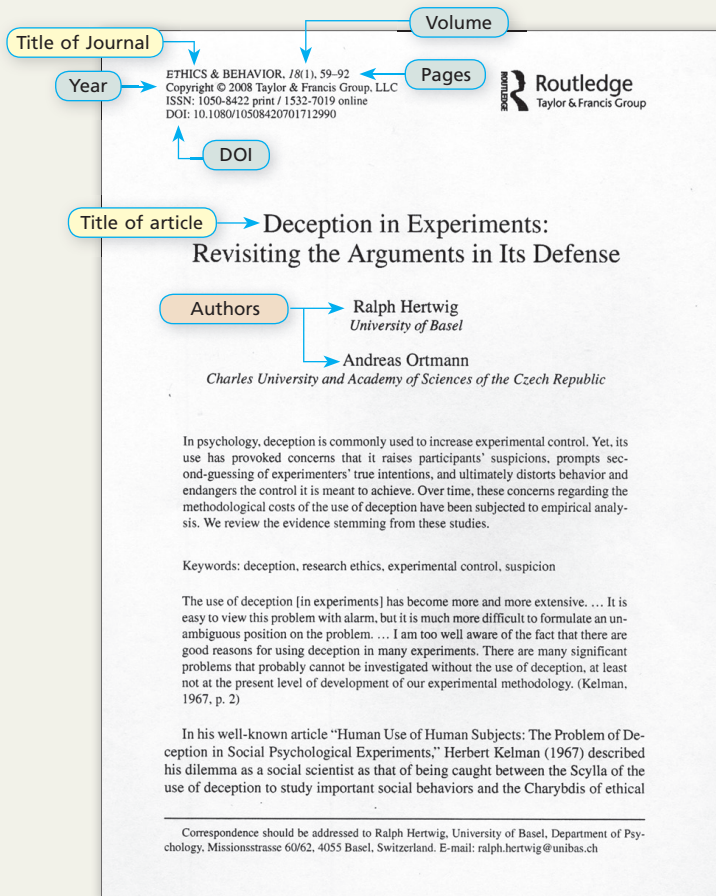 Volume
Title of Journal
ETHICS & BEHAVIOR, 18(1), 59–92
Pages
Year
Copyright © 2008 Taylor & Francis Group, LLC
ISSN: 1050-8422 print / 1532-7019 online
DOI: 10.1080/10508420701712990
ROUTLEDGE
Routledge
Taylor & Francis Group
DOI
Title of article
Deception in Experiments:
Revisiting the Arguments in Its Defense
Authors
Ralph Hertwig
University of Basel
Andreas Ortmann
Charles University and Academy of Sciences of the Czech Republic
In psychology, deception is commonly used to increase experimental control. Yet, its
use has provoked concerns that it raises participants’ suspicions, prompts sec-
ond-guessing of experimenters’ true intentions, and ultimately distorts behavior and
endangers the control it is meant to achieve. Over time, these concerns regarding the
methodological costs of the use of deception have been subjected to empirical analy-
sis. We review the evidence stemming from these studies.
Keywords: deception, research ethics, experimental control, suspicion
The use of deception [in experiments] has become more and more extensive. … It is
easy to view this problem with alarm, but it is much more difficult to formulate an un-
ambiguous position on the problem. … I am too well aware of the fact that there are
good reasons for using deception in many experiments. There are many significant
problems that probably cannot be investigated without the use of deception, at least
not at the present level of development of our experimental methodology. (Kelman,
1967, p. 2)
In his well-known article “Human Use of Human Subjects: The Problem of De-
ception in Social Psychological Experiments,” Herbert Kelman (1967) described
his dilemma as a social scientist as that of being caught between the Scylla of the
use of deception to study important social behaviors and the Charybdis of ethical
Correspondence should be addressed to Ralph Hertwig, University of Basel, Department of Psy-
chology, Missionsstrasse 60/62, 4055 Basel, Switzerland. E-mail: ralph.hertwig@unibas.ch